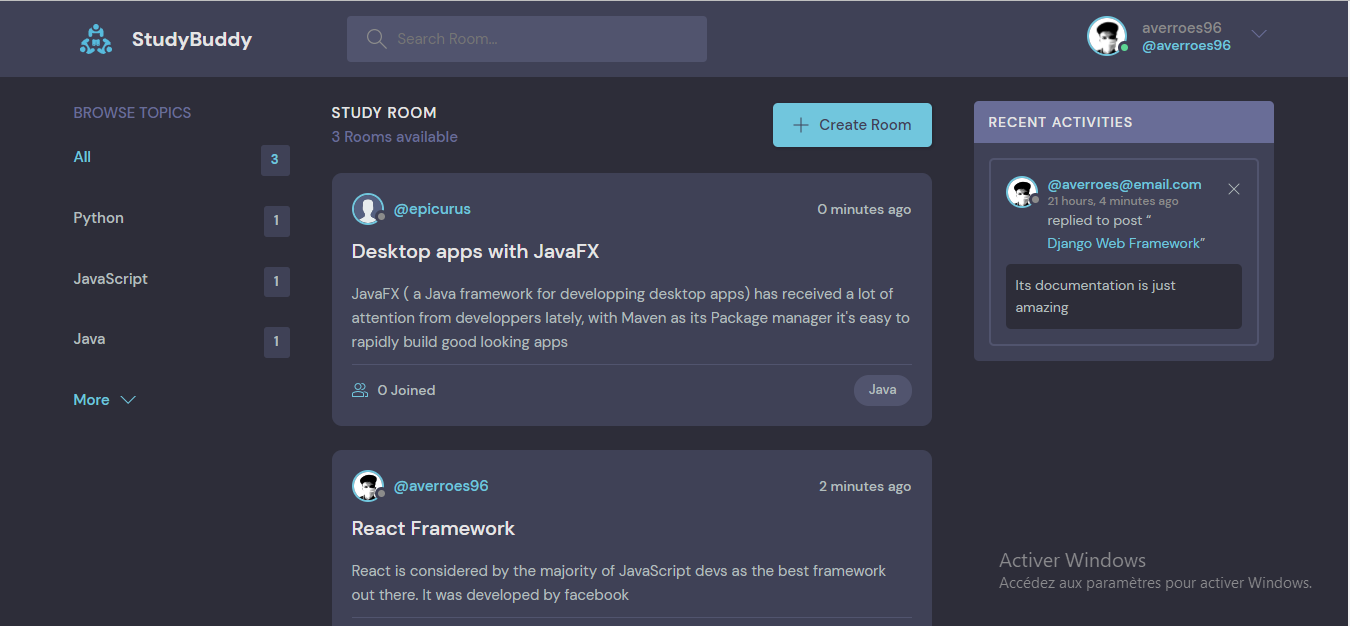 StudyBuddy
Search Room...
averroes96
@averroes96
BROWSE TOPICS
All
3
Python
1
JavaScript
1
Java
1
More
STUDY ROOM
3 Rooms available
Create Room
@epicurus
0 minutes ago
Desktop apps with JavaFX
JavaFX ( a Java framework for developping desktop apps) has received a lot of
attention from developpers lately, with Maven as its Package manager it's easy to
rapidly build good looking apps
0 Joined
Java
@averroes96
2 minutes ago
React Framework
React is considered by the majority of JavaScript devs as the best framework
out there. It was developed by facebook
RECENT ACTIVITIES
@averroes@email.com
21 hours, 4 minutes ago
replied to post “
Django Web Framework”
Its documentation is just
amazing
Activer Windows
Accédez aux paramètres pour activer Windows.